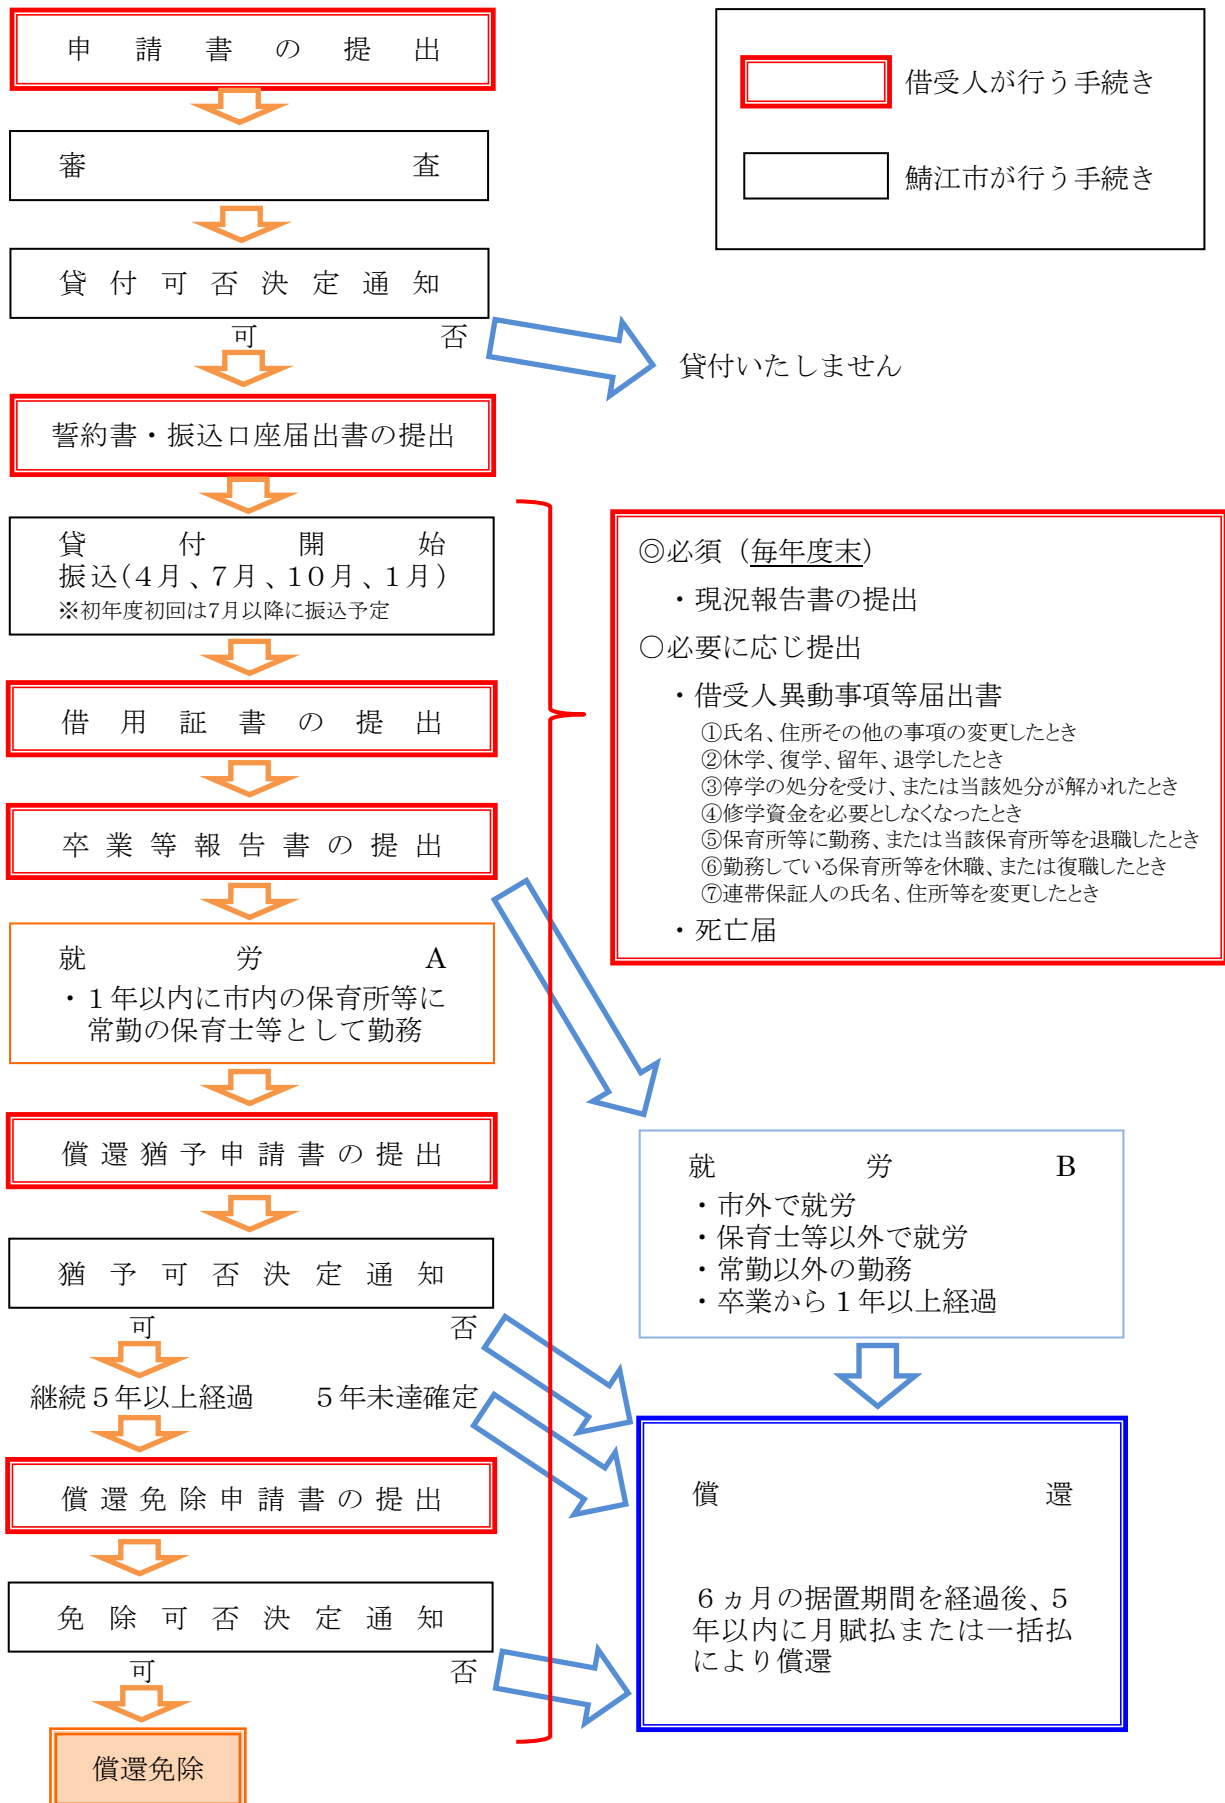 申請書の提出
借受人が行う手続き
審査
鯖江市が行う手続き
貸付可否決定通知
可
否
貸付いたしません
誓約書・振込口座届出書の提出
貸付開始
振込(4月、7月、10月、1月)
※初年度初回は7月以降に振込予定
◎必須（毎年度末）
・現況報告書の提出
○必要に応じ提出
・借受人異動事項等届出書
①氏名、住所その他の事項の変更したとき
②休学、復学、留年、退学したとき
③停学の処分を受け、または当該処分が解かれたとき
④修学資金を必要としなくなったとき
⑤保育所等に勤務、または当該保育所等を退職したとき
⑥勤務している保育所等を休職、または復職したとき
⑦連帯保証人の氏名、住所等を変更したとき
・死亡届
借用証書の提出
卒業等報告書の提出
就労A
・１年以内に市内の保育所等に
常勤の保育士等として勤務
償還猶予申請書の提出
就労B
・市外で就労
・保育士等以外で就労
・常勤以外の勤務
・卒業から１年以上経過
猶予可否決定通知
可
否
継続５年以上経過
５年未達確定
償還免除申請書の提出
償還
６ヵ月の据置期間を経過後、５
年以内に月賦払または一括払
により償還
免除可否決定通知
可
否
償還免除